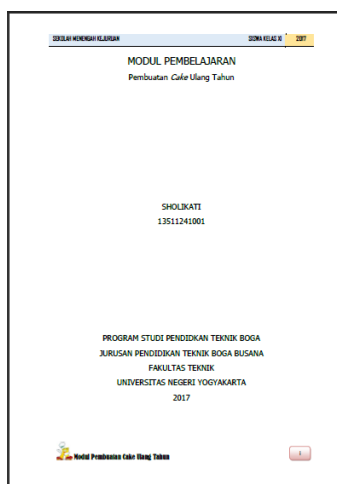 SEKOLAH MENENGAH KEJURUAN SISWA KELAS XI 2017
MODUL PEMBELAJARAN
Pembuatan Cake Ulang Tahun
SHOLIKATI
13511241001
PROGRAM STUDI PENDIDKAN TEKNIK BOGA
JURUSAN PENDIDIKAN TEKNIK BOGA BUSANA
FAKULTAS TEKNIK
UNIVERSITAS NEGERI YOGYAKARTA
2017
Modul Pembuatan Cake Ulang Tahun